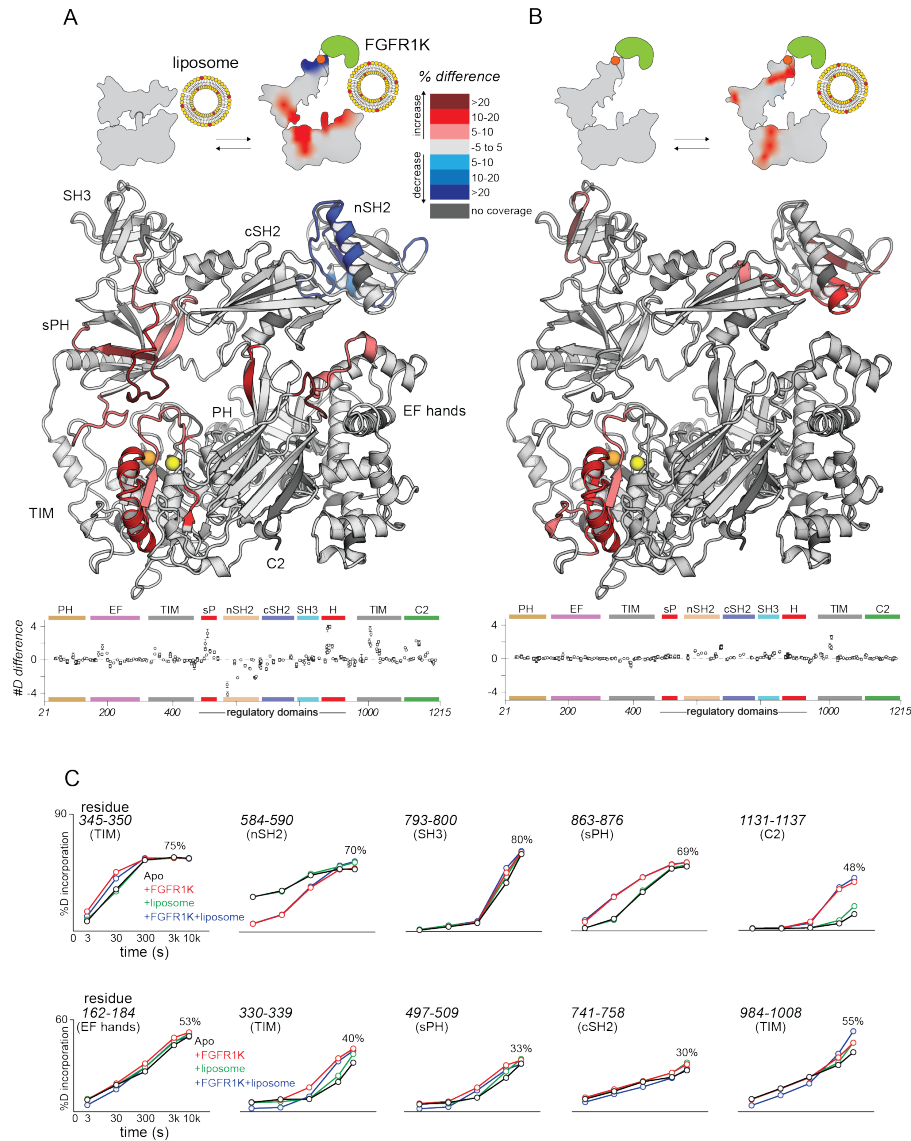 A
B
FGFR1K
liposome
% difference
increase
decrease
>20
10-20
5-10
-5 to 5
5-10
10-20
>20
no coverage
SH3
cSH2
nSH2
sPH
PH
EF hands
TIM
C2
PH EF TIM sP nSH2 cSH2 SH3 H TIM C2
#D difference
4
0
-4
21 200 400 regulatory domains 1000 1215
PH EF TIM sP nSH2 cSH2 SH3 H TIM C2
4
2
0
-2
-4
21 200 400 regulatory domains 1000 1215
C
90
%D incorporation
0
residue
345-350
(TIM)
75%
Apo
+FGFR1K
+liposome
+FGFR1K+liposome
3 30 300 3k 10k
time (s)
584-590
(nSH2)
70%
793-800
(SH3)
80%
863-876
(sPH)
69%
1131-1137
(C2)
48%
60
%D incorporation
0
residue
162-184
(EF hands)
53%
Apo
+FGFR1K
+liposome
+FGFR1K+liposome
3 30 300 3k 10k
time (s)
330-339
(TIM)
40%
497-509
(sPH)
33%
741-758
(cSH2)
30%
984-1008
(TIM)
55%